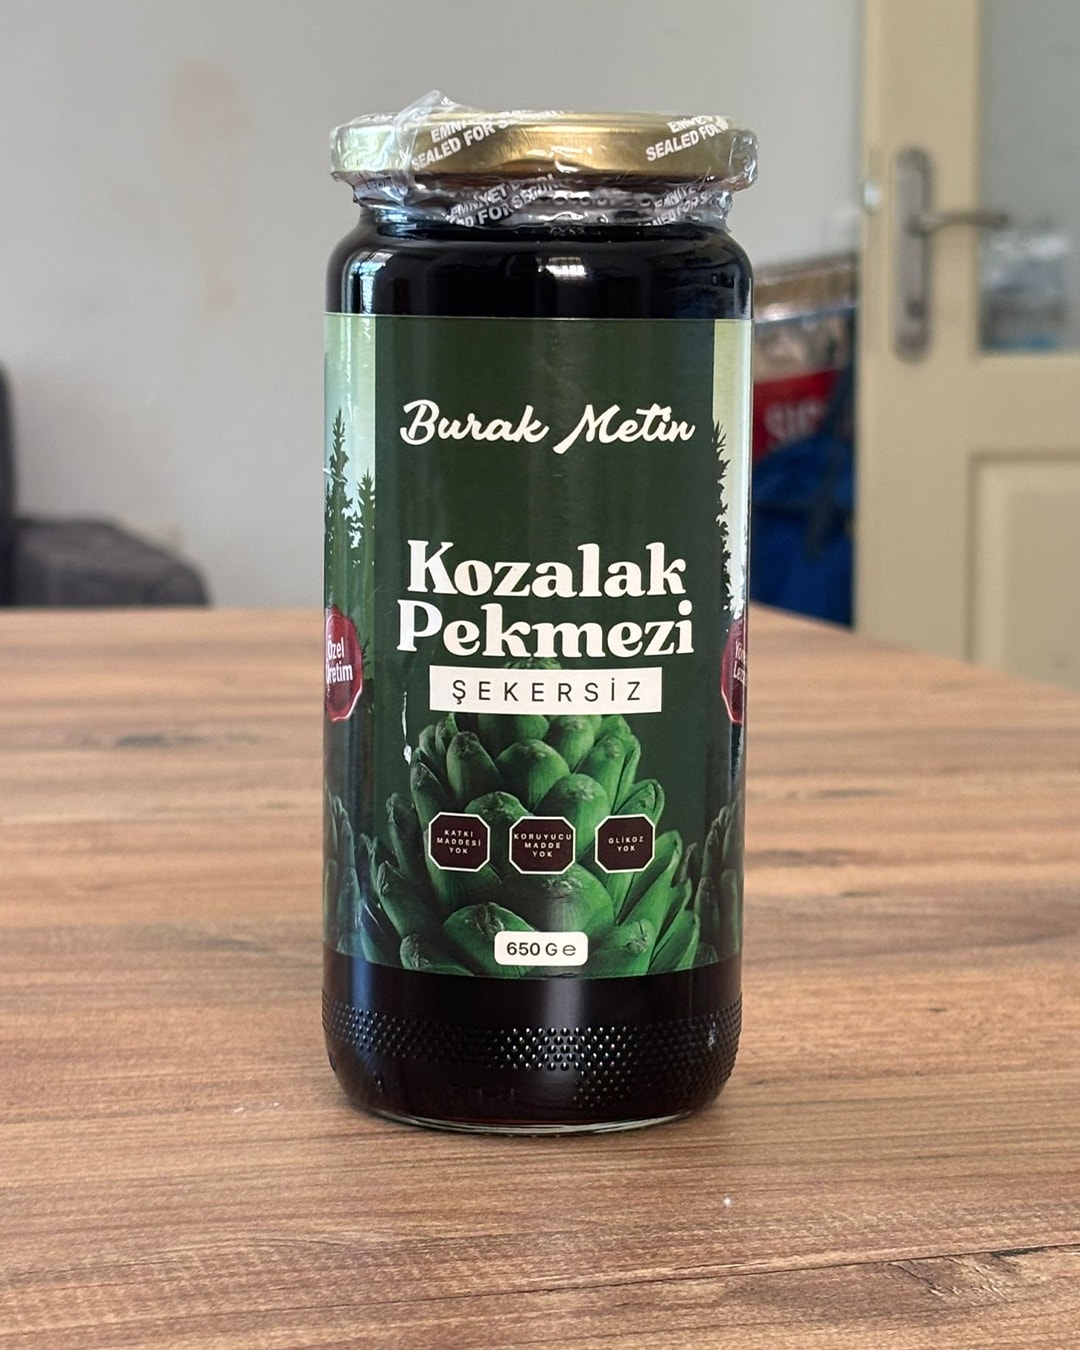 SEALED FOR
SEALED FOR
EMNİYET
Burak Metin
Kozalak
Pekmezi
ŞEKERSİZ
Özel
Üretim
KATKI
MADDESİ
YOK
KORUYUCU
MADDE
YOK
GLİKOZ
YOK
650 G e